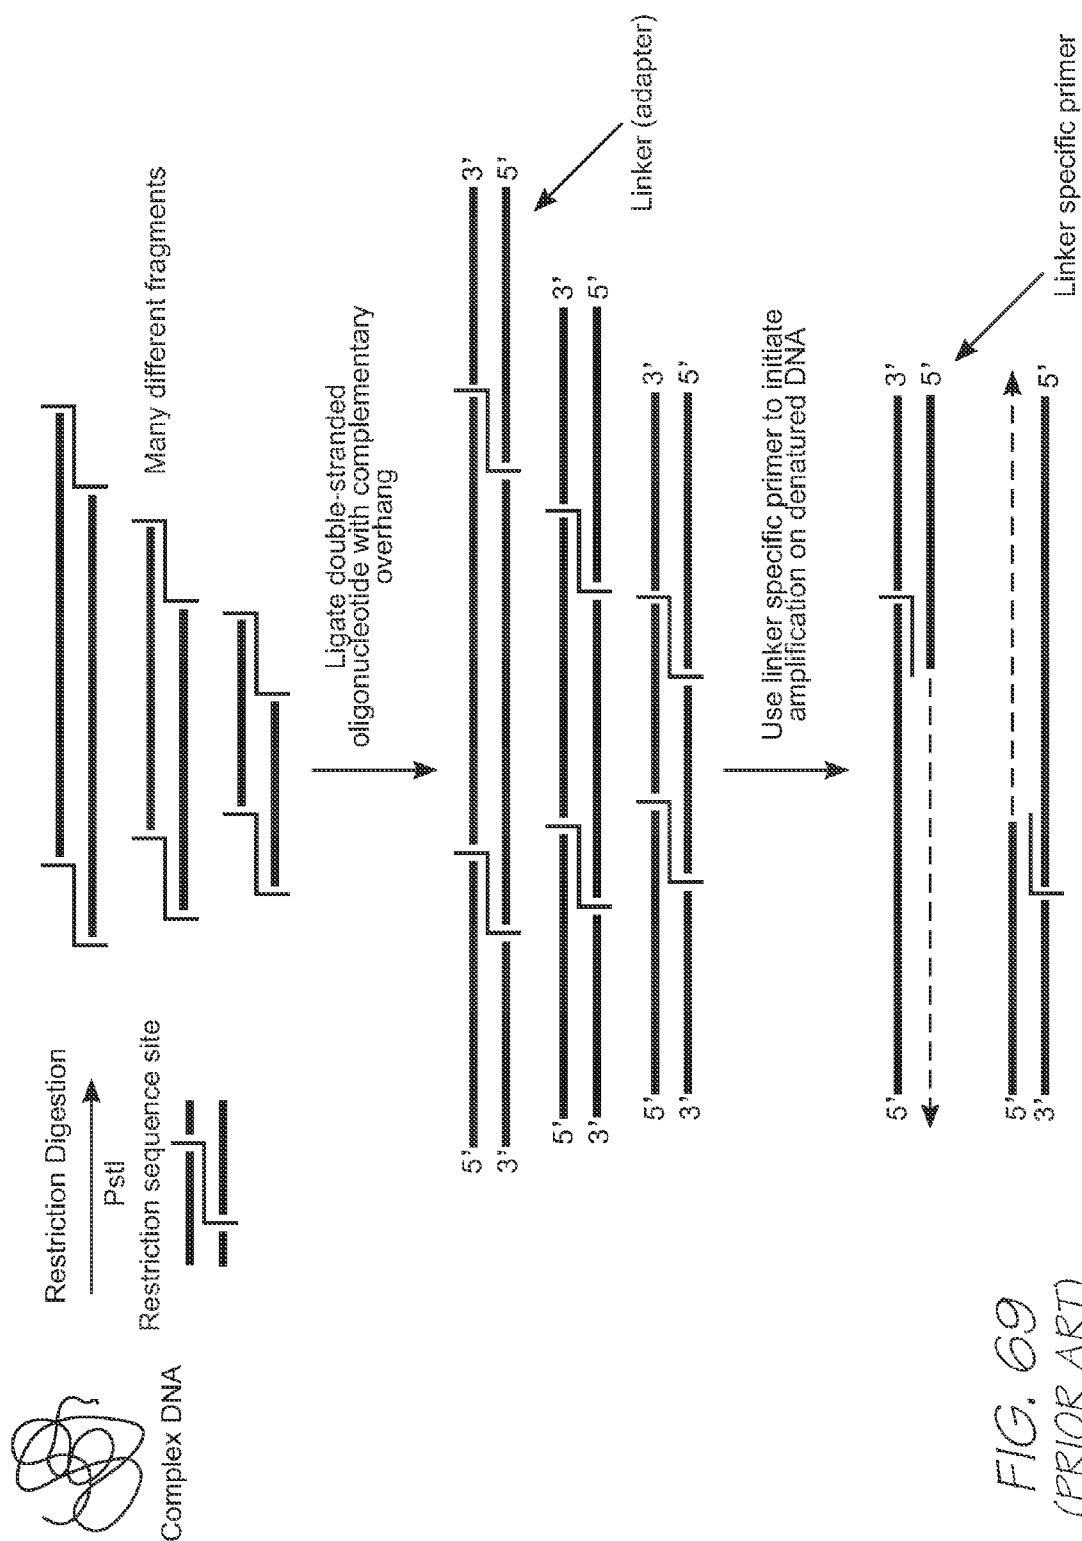 Complex DNA
Restriction Digestion
PstI
Restriction sequence site
Many different fragments
Ligate double-stranded
oligonucleotide with complementary
overhang
5' 3'
3' 5'
5' 3'
3' 5'
5' 3'
3' 5'
Linker (adapter)
Use linker specific primer to initiate
amplification on denatured DNA
5' 3'
5'
5'
3' 5'
Linker specific primer
FIG. 69
(PRIOR ART)